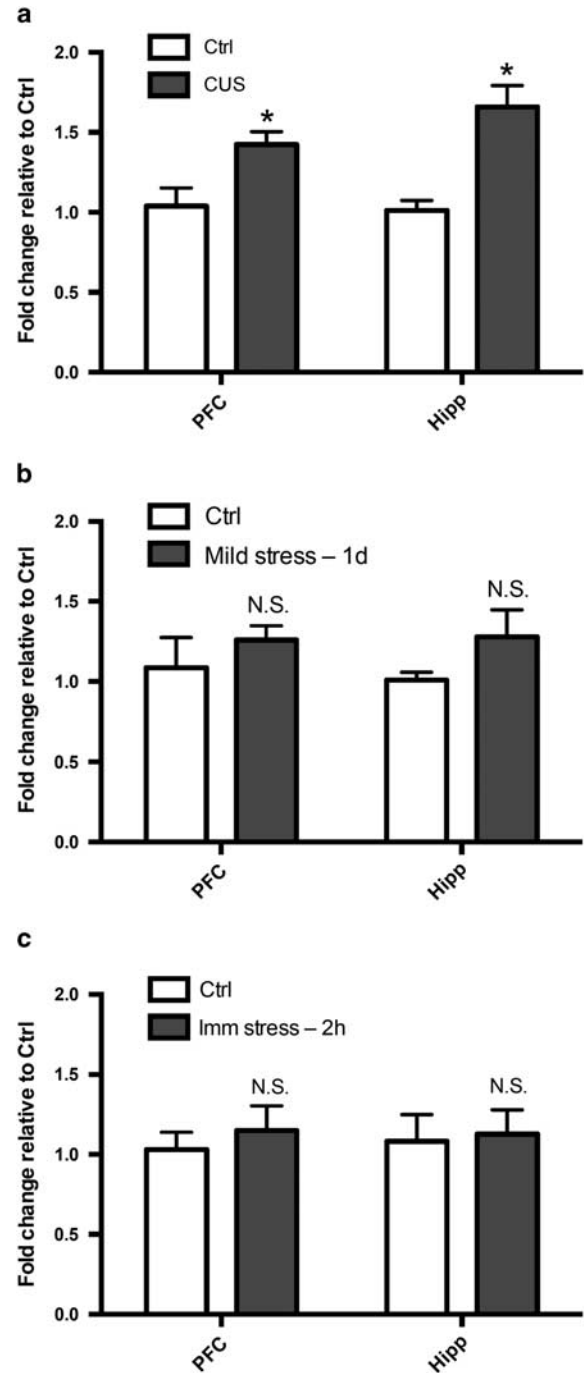 a
Fold change relative to Ctrl
2.0
1.5
1.0
0.5
0.0
Ctrl
CUS
*
*
PFC
Hipp
b
Fold change relative to Ctrl
2.0
1.5
1.0
0.5
0.0
Ctrl
Mild stress – 1d
N.S.
N.S.
PFC
Hipp
c
Fold change relative to Ctrl
2.0
1.5
1.0
0.5
0.0
Ctrl
Imm stress – 2h
N.S.
N.S.
PFC
Hipp